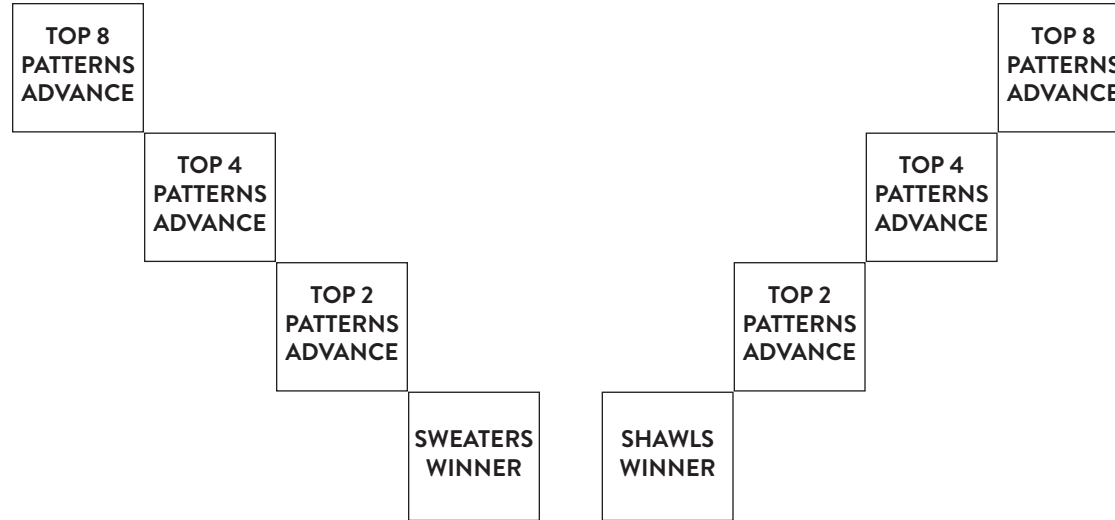 TOP 8
PATTERNS
ADVANCE
TOP 8
PATTERNS
ADVANCE
TOP 4
PATTERNS
ADVANCE
TOP 4
PATTERNS
ADVANCE
TOP 2
PATTERNS
ADVANCE
TOP 2
PATTERNS
ADVANCE
SWEATERS
WINNER
SHAWLS
WINNER